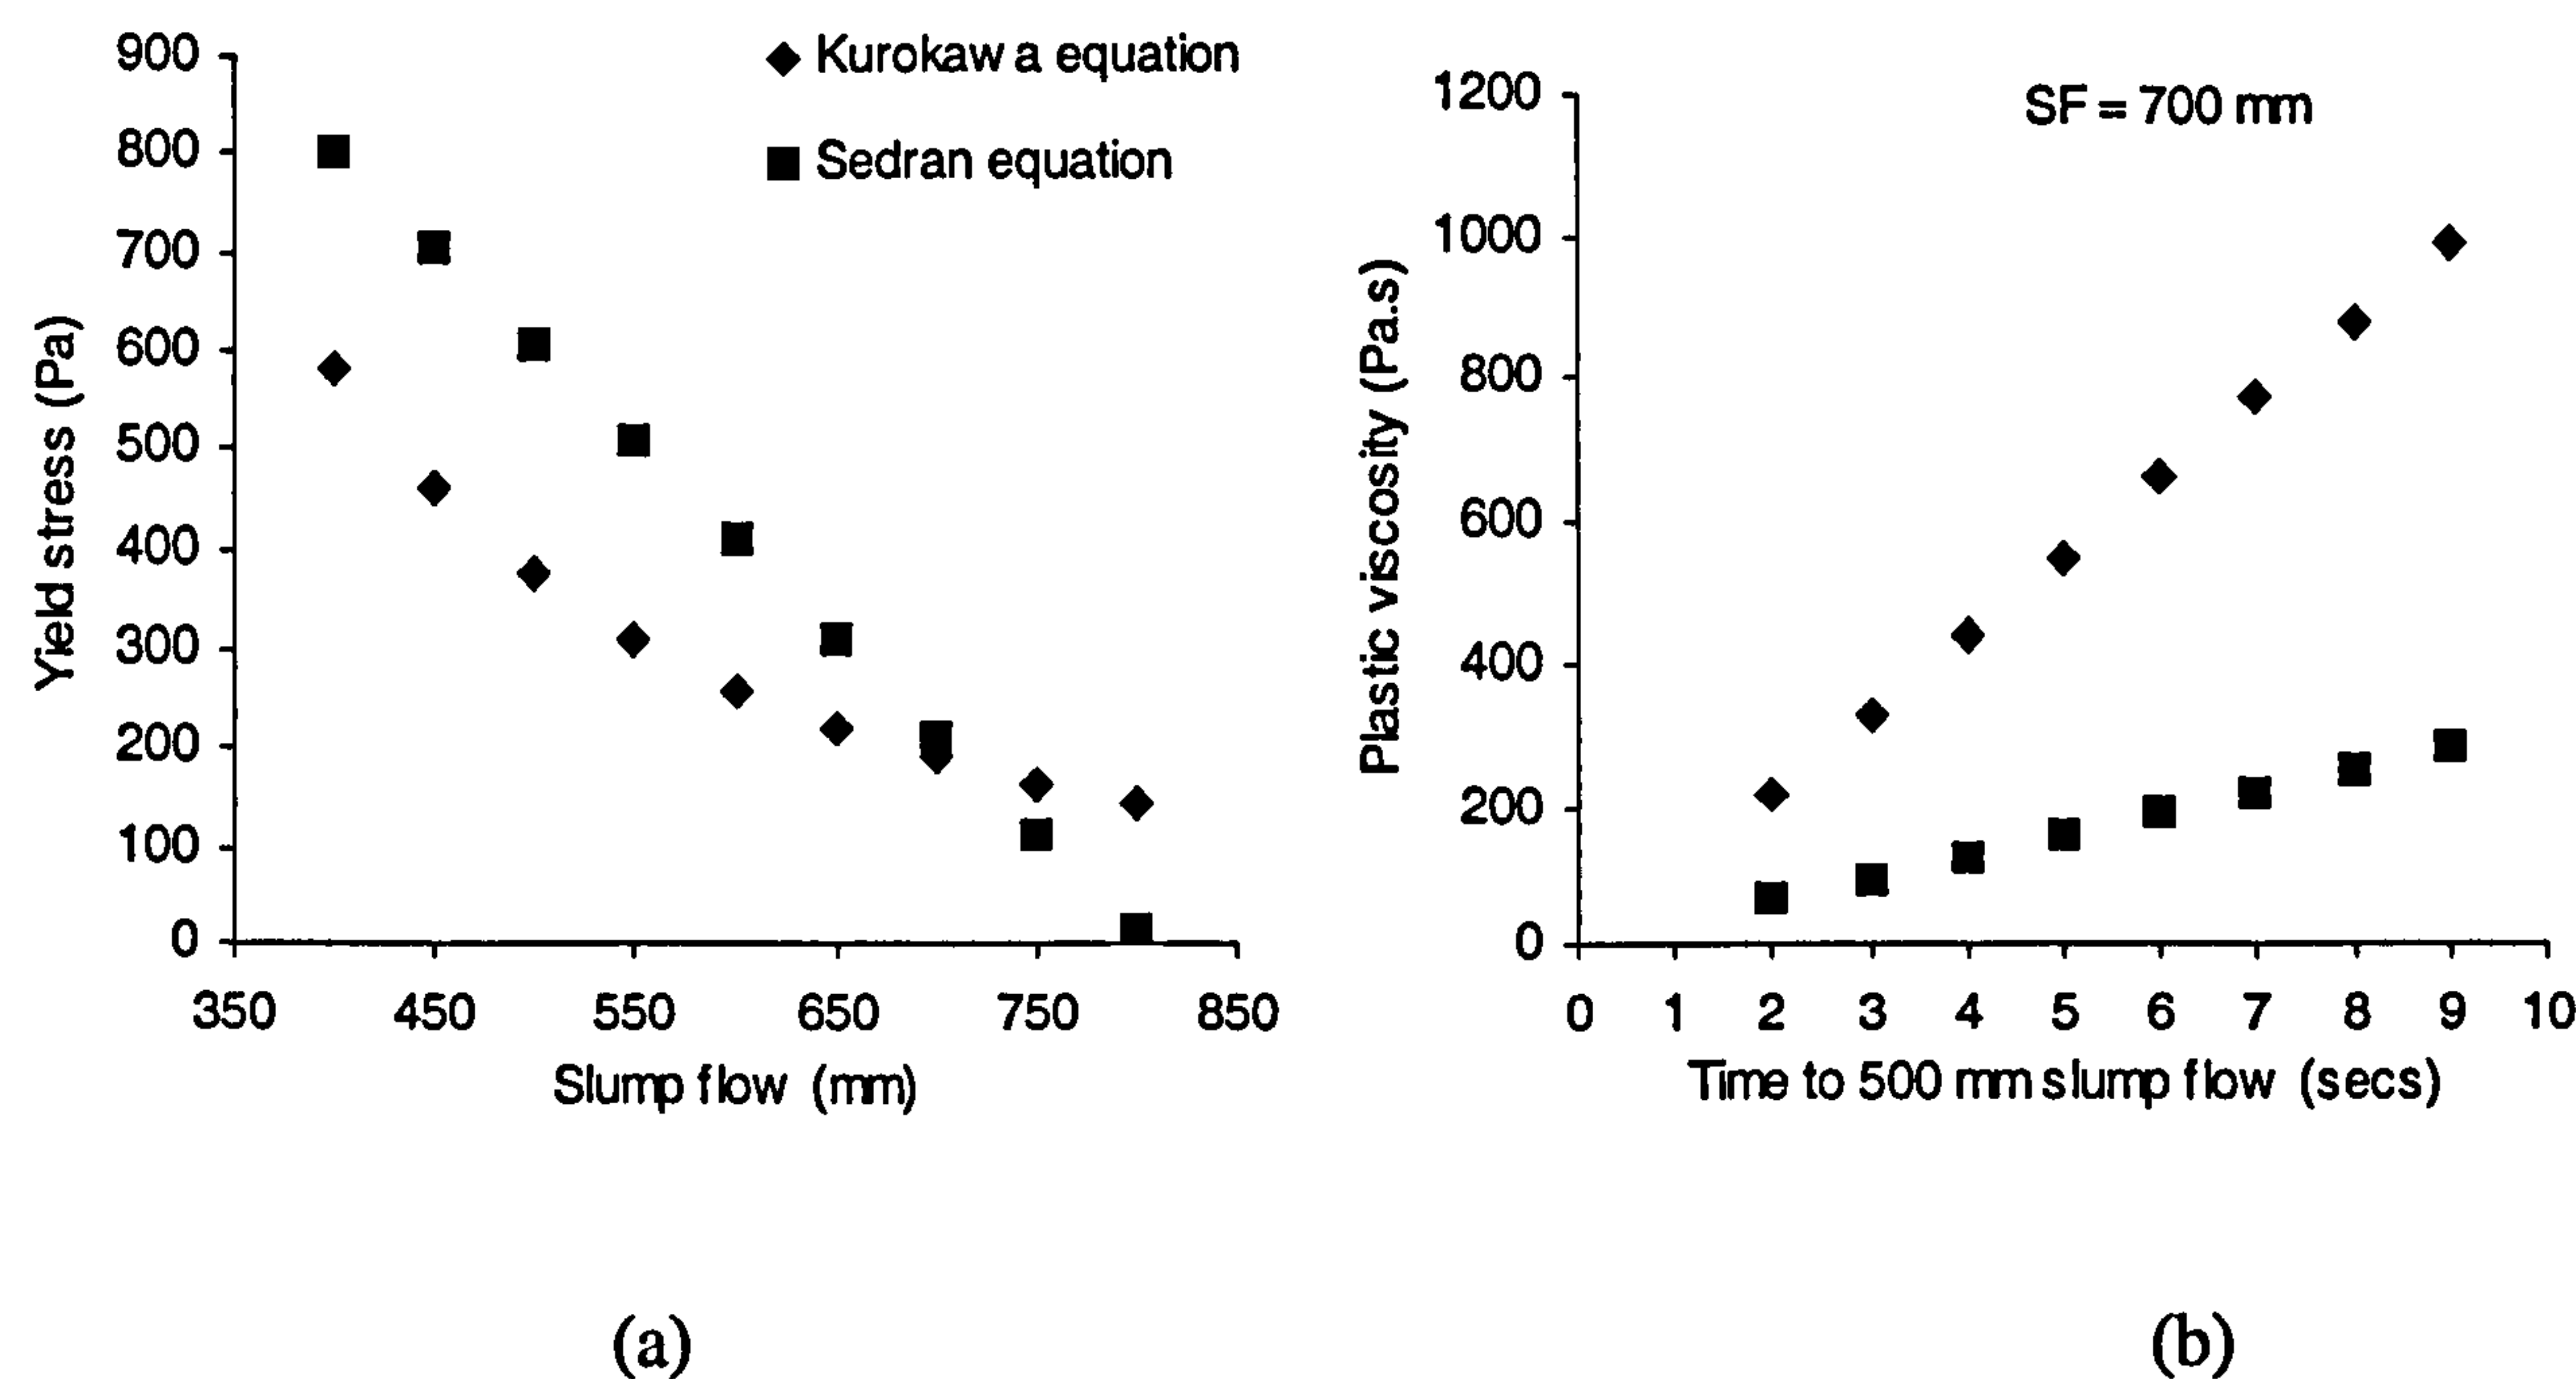 900
800
700
600
500
400
300
200
100
0
Yield stress (Pa)
350 450 550 650 750 850
Slump flow (mm)
Kurokaw a equation
Sedran equation
(a)
1200
1000
800
600
400
200
0
Plastic viscosity (Pa.s)
SF = 700 mm
0 1 2 3 4 5 6 7 8 9 10
Time to 500 mm slump flow (secs)
(b)